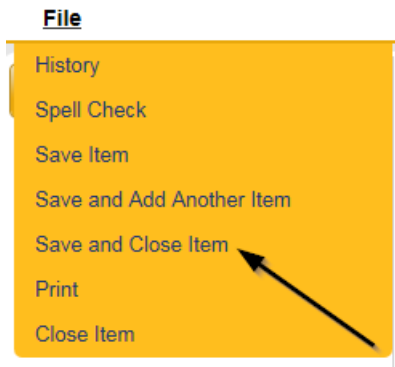 File
History
Spell Check
Save Item
Save and Add Another Item
Save and Close Item
Print
Close Item